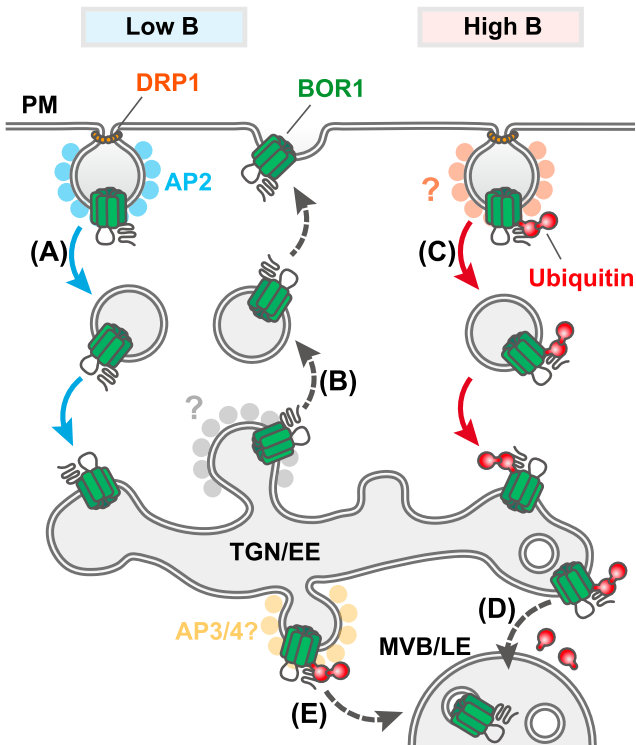 Low B
High B
DRP1
BOR1
PM
AP2
?
(A)
(C)
Ubiquitin
(B)
?
TGN/EE
(D)
AP3/4?
MVB/LE
(E)